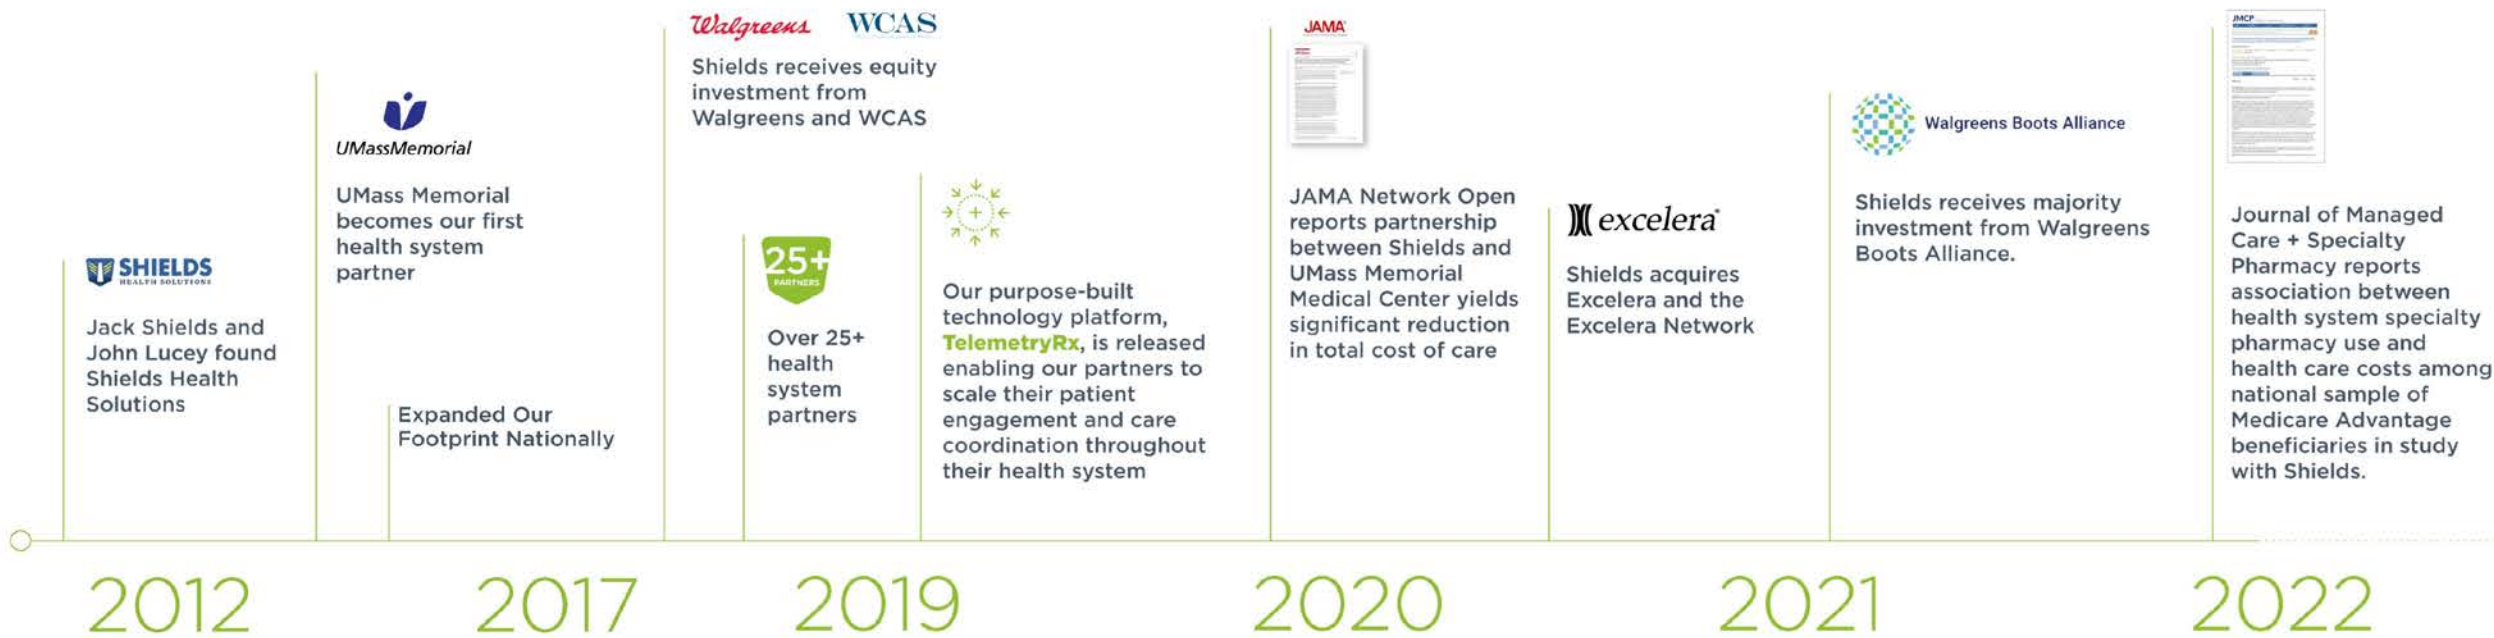 SHIELDS
HEALTH SOLUTIONS
Jack Shields and
John Lucey found
Shields Health
Solutions
UMassMemorial
UMass Memorial
becomes our first
health system
partner
Expanded Our
Footprint Nationally
Walgreens
WCAS
Shields receives equity
investment from
Walgreens and WCAS
25+
PARTNERS
Over 25+
health
system
partners
Our purpose-built
technology platform,
TelemetryRx, is released
enabling our partners to
scale their patient
engagement and care
coordination throughout
their health system
JAMA
JAMA Network Open
reports partnership
between Shields and
UMass Memorial
Medical Center yields
significant reduction
in total cost of care
excelera
Shields acquires
Excelera and the
Excelera Network
Walgreens Boots Alliance
Shields receives majority
investment from Walgreens
Boots Alliance.
JMCP
Journal of Managed
Care + Specialty
Pharmacy reports
association between
health system specialty
pharmacy use and
health care costs among
national sample of
Medicare Advantage
beneficiaries in study
with Shields.
2012
2017
2019
2020
2021
2022